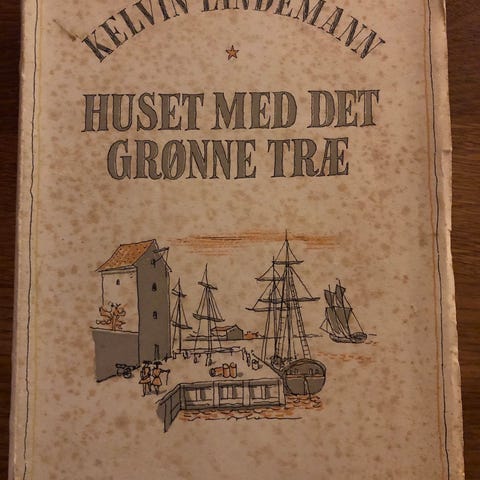 KELVIN LINDEMANN
HUSET MED DET
GRØNNE TRÆ